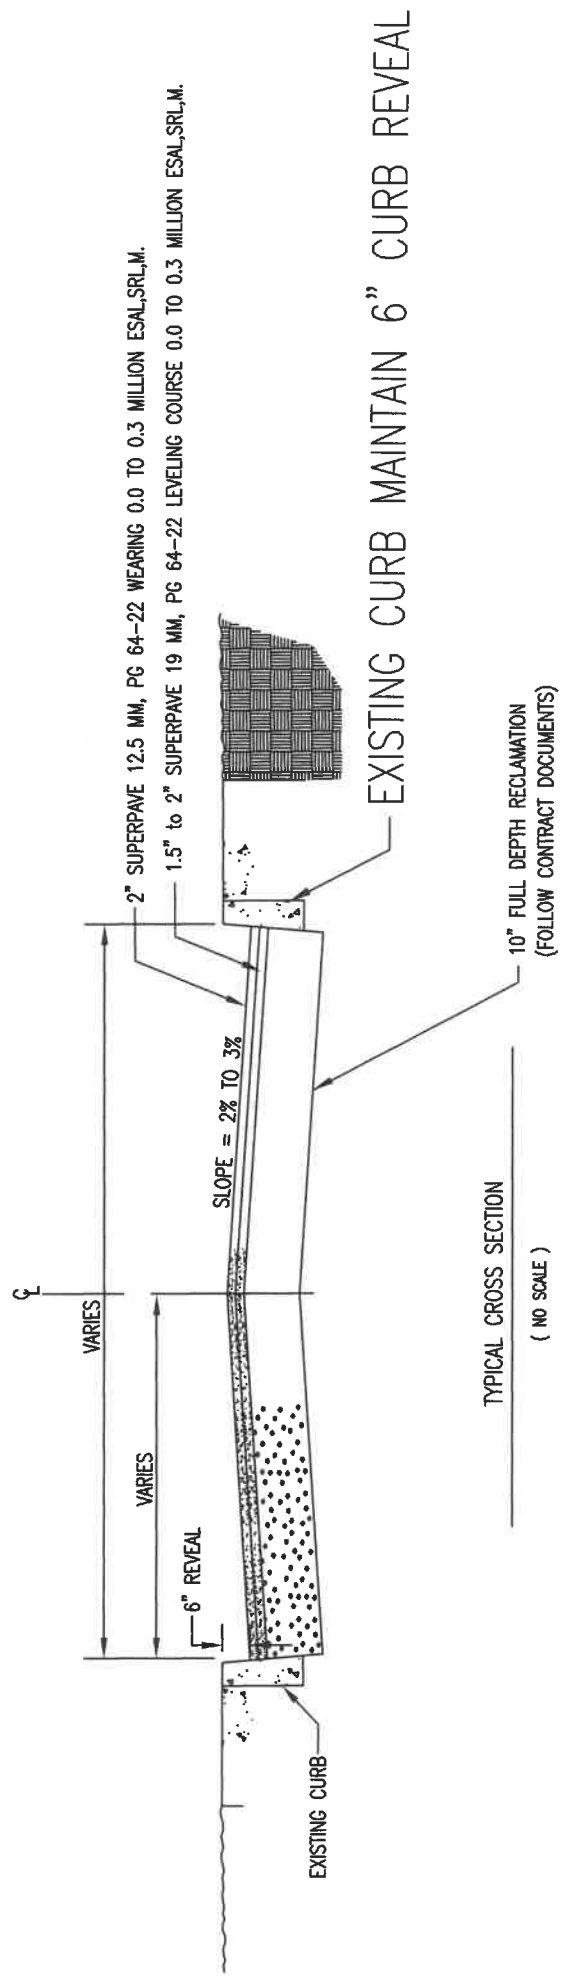 2" SUPERPAVE 12.5 MM, PG 64-22 WEARING 0.0 TO 0.3 MILLION ESAL,SRL,M.
1.5" to 2" SUPERPAVE 19 MM, PG 64-22 LEVELING COURSE 0.0 TO 0.3 MILLION ESAL,SRL,M.
℄
VARIES
VARIES
6" REVEAL
SLOPE = 2% TO 3%
EXISTING CURB
EXISTING CURB MAINTAIN 6" CURB REVEAL
10" FULL DEPTH RECLAMATION
(FOLLOW CONTRACT DOCUMENTS)
TYPICAL CROSS SECTION
( NO SCALE )